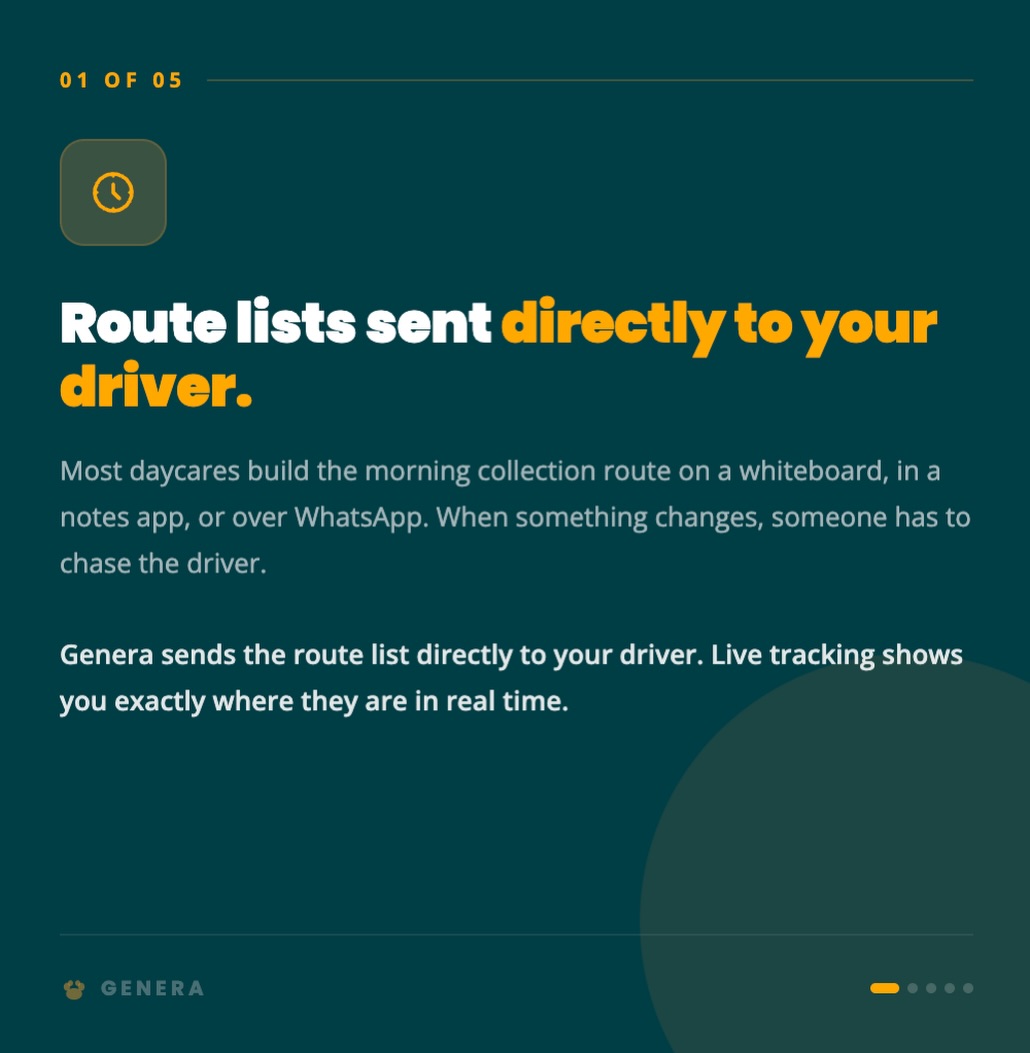 01 OF 05
Route lists sent directly to your
driver.
Most daycares build the morning collection route on a whiteboard, in a
notes app, or over WhatsApp. When something changes, someone has to
chase the driver.
Genera sends the route list directly to your driver. Live tracking shows
you exactly where they are in real time.
GENERA